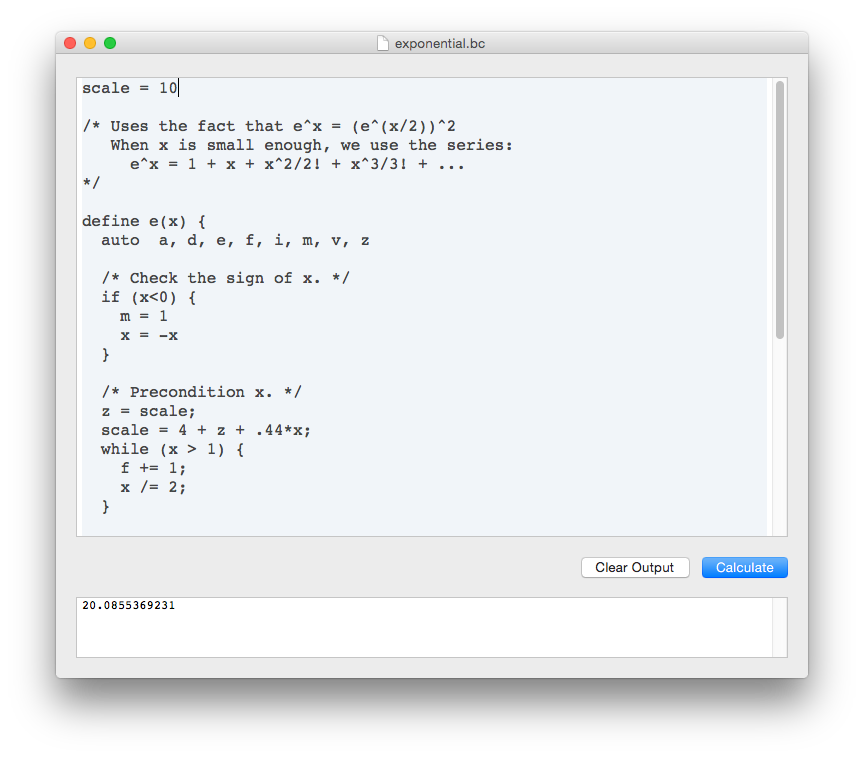 exponential.bc
scale = 10
/* Uses the fact that e^x = (e^(x/2))^2
   When x is small enough, we use the series:
     e^x = 1 + x + x^2/2! + x^3/3! + ...
*/
define e(x) {
  auto  a, d, e, f, i, m, v, z
  /* Check the sign of x. */
  if (x<0) {
    m = 1
    x = -x
  }
  /* Precondition x. */
  z = scale;
  scale = 4 + z + .44*x;
  while (x > 1) {
    f += 1;
    x /= 2;
  }
Clear Output
Calculate
20.0855369231